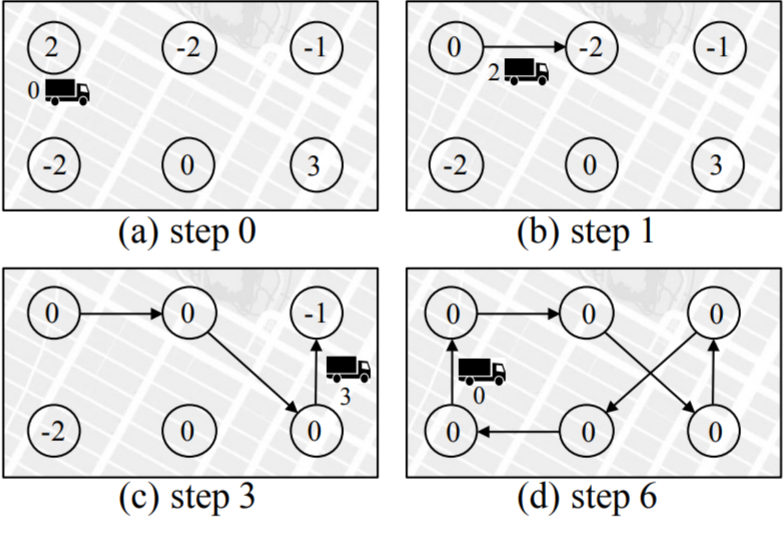 2 -2 -1
0
-2 0 3
(a) step 0
0 -2 -1
2
-2 0 3
(b) step 1
0 0 -1
3
-2 0 0
(c) step 3
0 0 0
0
0 0 0
(d) step 6